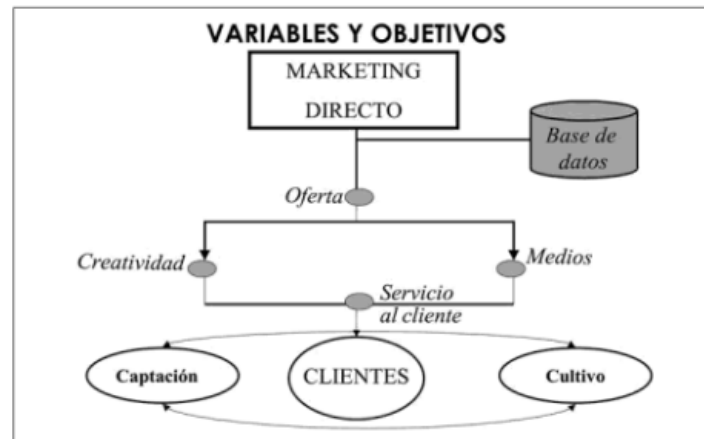 VARIABLES Y OBJETIVOS
MARKETING
DIRECTO
Base de
datos
Oferta
Creatividad
Medios
Servicio
al cliente
Captación
CLIENTES
Cultivo